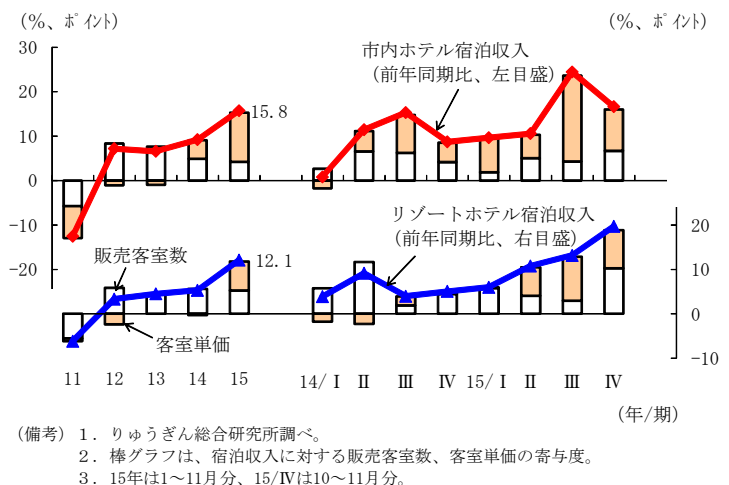 (%、ポイント)
(%、ポイント)
30
20
10
0
-10
-20
市内ホテル宿泊収入
(前年同期比、左目盛)
15.8
リゾートホテル宿泊収入
(前年同期比、右目盛)
20
10
0
-10
販売客室数
12.1
客室単価
11 12 13 14 15 14/Ⅰ Ⅱ Ⅲ Ⅳ 15/Ⅰ Ⅱ Ⅲ Ⅳ
(年/期)
(備考) 1. りゅうぎん総合研究所調べ。
2. 棒グラフは、宿泊収入に対する販売客室数、客室単価の寄与度。
3. 15年は1~11月分、15/Ⅳは10~11月分。